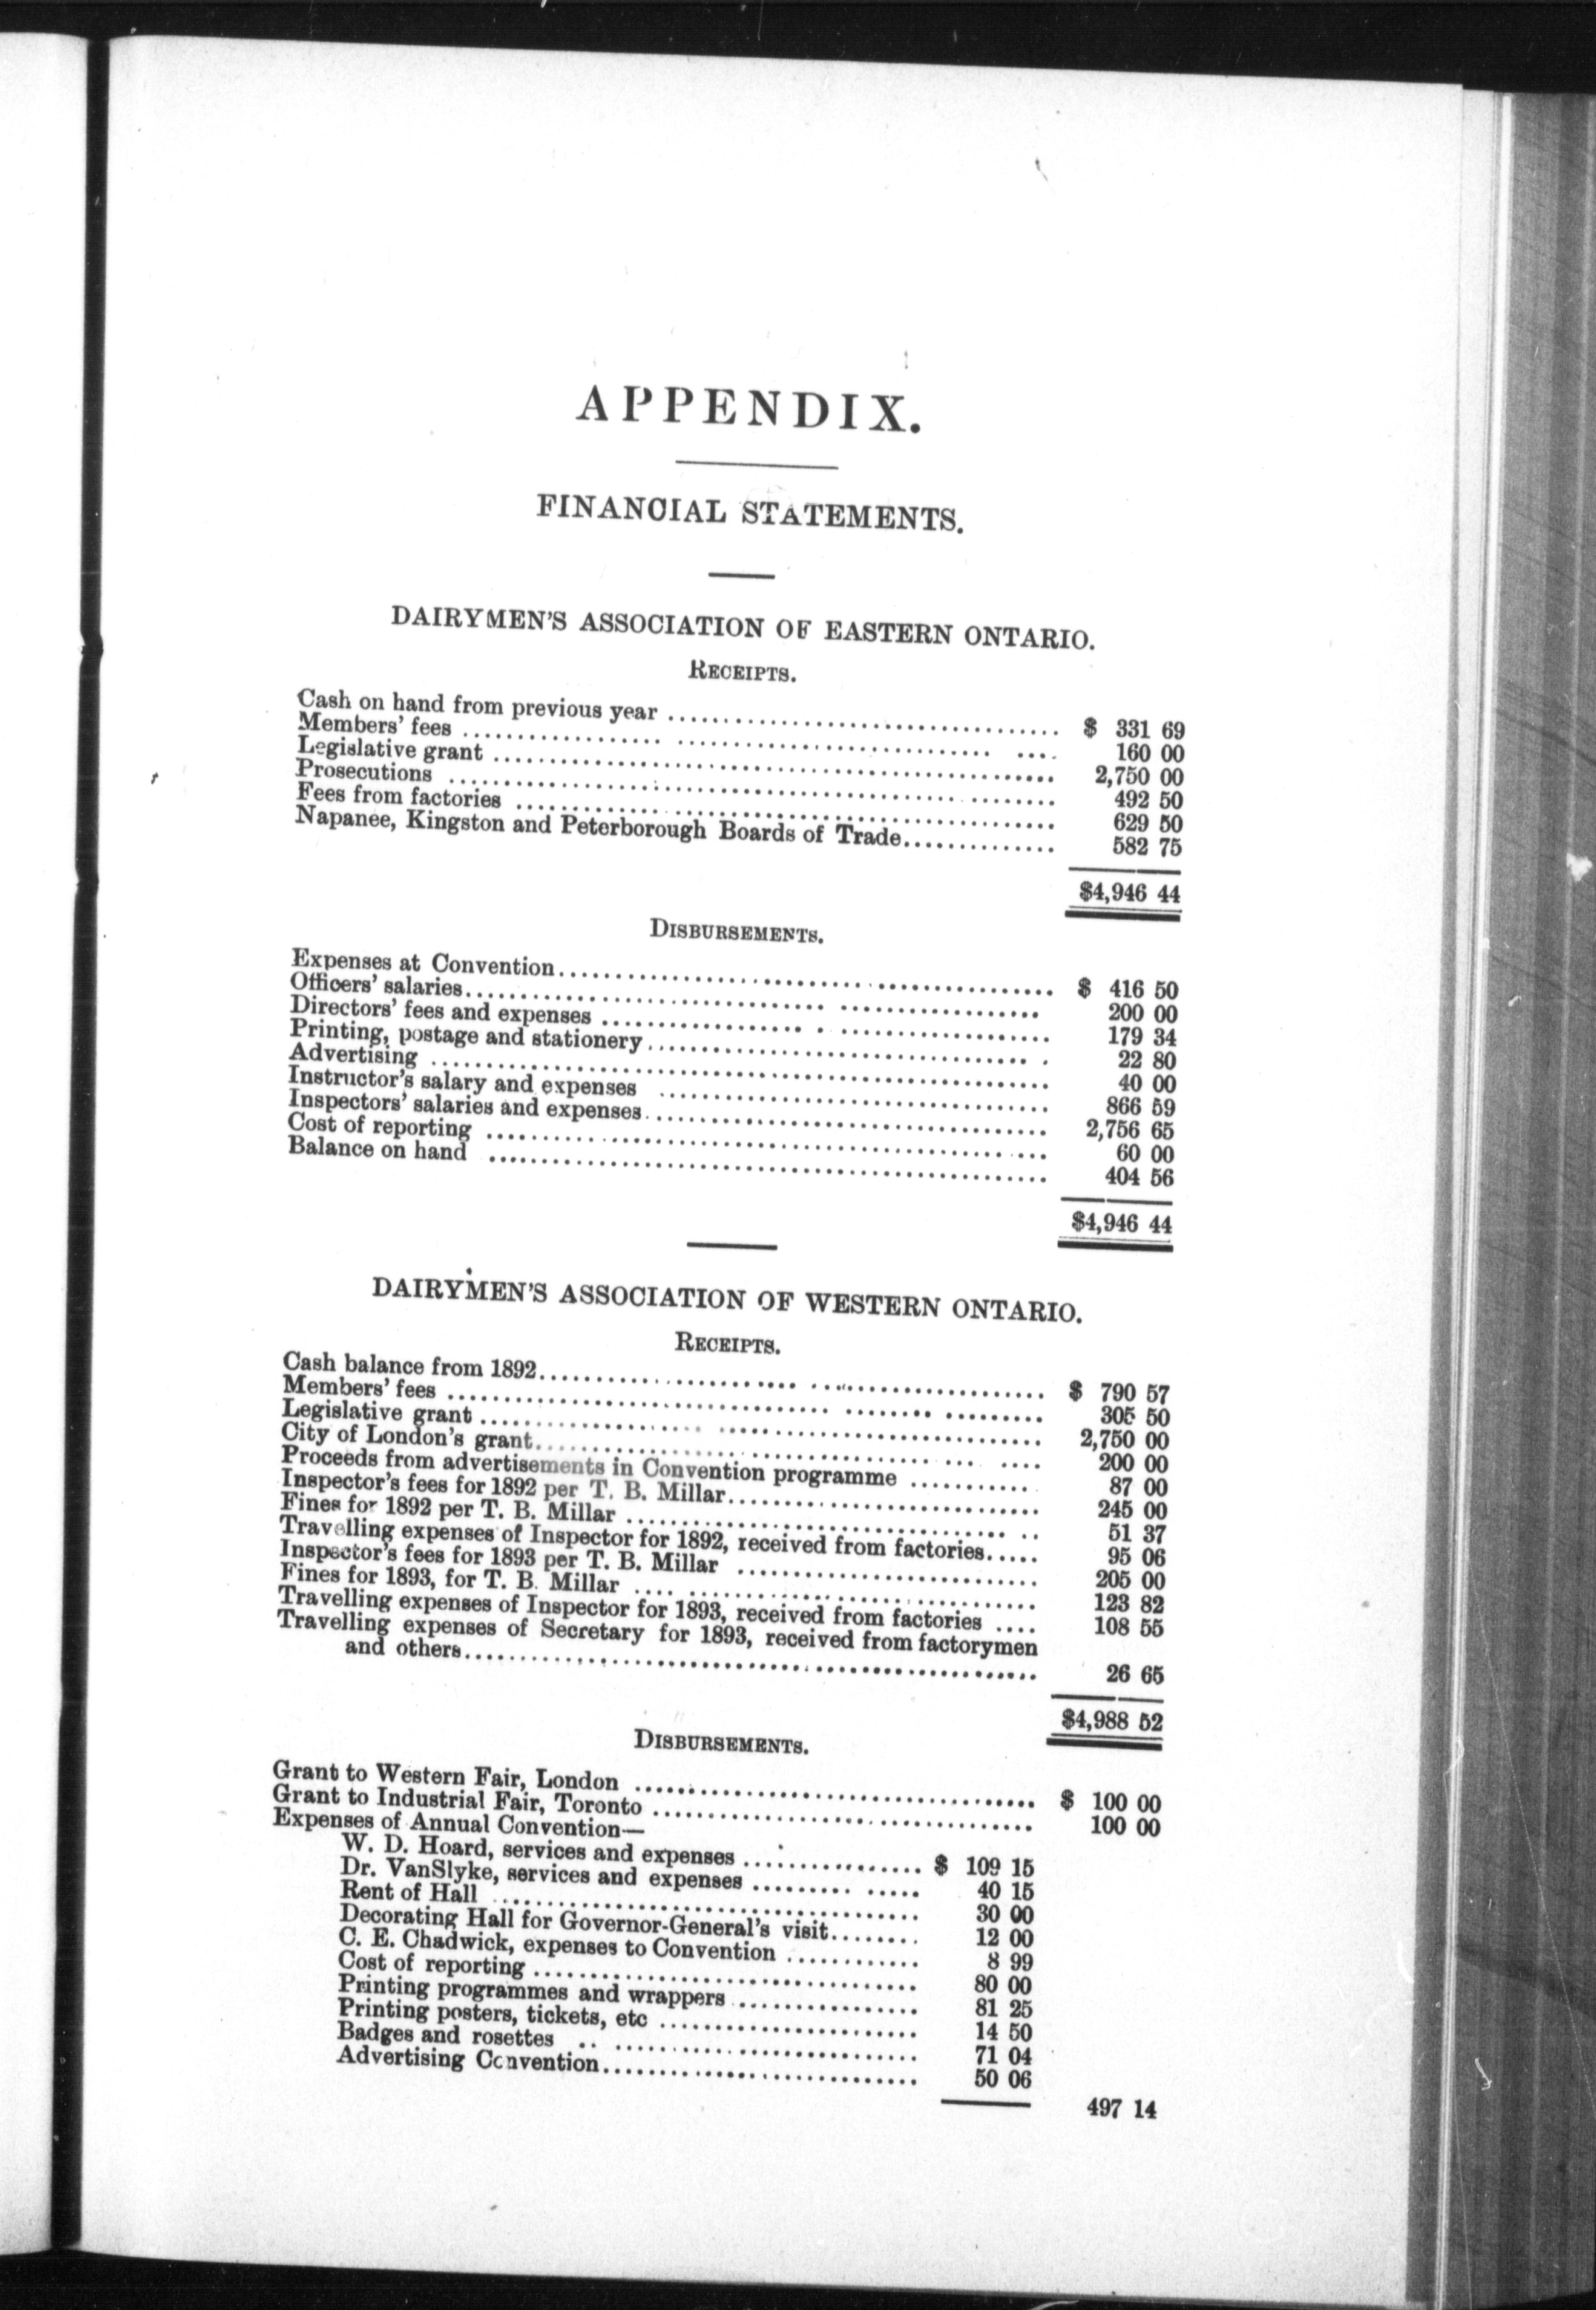 APPENDIX.
FINANCIAL STATEMENTS.
DAIRYMEN'S ASSOCIATION OF EASTERN ONTARIO.
RECEIPTS.
Cash on hand from previous year ........................................ $ 331 69
Members' fees ........................................ 160 00
Legislative grant ........................................ 2,750 00
Prosecutions ........................................ 492 50
Fees from factories ........................................ 629 50
Napanee, Kingston and Peterborough Boards of Trade.............. 582 75
$4,946 44
DISBURSEMENTS.
Expenses at Convention........................................ $ 416 50
Officers' salaries........................................ 200 00
Directors' fees and expenses ........................................ 179 34
Printing, postage and stationery........................................ 22 80
Advertising ........................................ 40 00
Instructor's salary and expenses ........................................ 866 59
Inspectors' salaries and expenses........................................ 2,756 65
Cost of reporting ........................................ 60 00
Balance on hand ........................................ 404 56
$4,946 44
DAIRYMEN'S ASSOCIATION OF WESTERN ONTARIO.
RECEIPTS.
Cash balance from 1892........................................ $ 790 57
Members' fees ........................................ 305 50
Legislative grant ........................................ 2,750 00
City of London's grant........................................ 200 00
Proceeds from advertisements in Convention programme ............ 87 00
Inspector's fees for 1892 per T. B. Millar.............................. 245 00
Fines for 1892 per T. B. Millar ........................................ 51 37
Travelling expenses of Inspector for 1892, received from factories..... 95 06
Inspector's fees for 1893 per T. B. Millar .............................. 205 00
Fines for 1893, for T. B. Millar ........................................ 123 82
Travelling expenses of Inspector for 1893, received from factories .... 108 55
Travelling expenses of Secretary for 1893, received from factorymen
and others........................................ 26 65
$4,988 52
DISBURSEMENTS.
Grant to Western Fair, London ........................................ $ 100 00
Grant to Industrial Fair, Toronto ........................................ 100 00
Expenses of Annual Convention—
W. D. Hoard, services and expenses .................. $ 109 15
Dr. VanSlyke, services and expenses ............... 40 15
Rent of Hall ........................................ 30 00
Decorating Hall for Governor-General's visit........ 12 00
C. E. Chadwick, expenses to Convention ............ 8 99
Cost of reporting ........................................ 80 00
Printing programmes and wrappers .................. 81 25
Printing posters, tickets, etc ........................ 14 50
Badges and rosettes .............................. 71 04
Advertising Convention.............................. 50 06
497 14